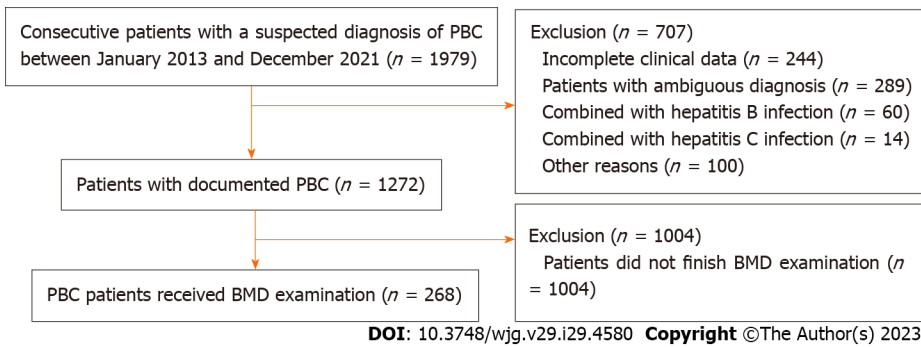 Consecutive patients with a suspected diagnosis of PBC
between January 2013 and December 2021 (n = 1979)
Exclusion (n = 707)
Incomplete clinical data (n = 244)
Patients with ambiguous diagnosis (n = 289)
Combined with hepatitis B infection (n = 60)
Combined with hepatitis C infection (n = 14)
Other reasons (n = 100)
Patients with documented PBC (n = 1272)
Exclusion (n = 1004)
Patients did not finish BMD examination (n
= 1004)
PBC patients received BMD examination (n = 268)
DOI: 10.3748/wjg.v29.i29.4580 Copyright ©The Author(s) 2023